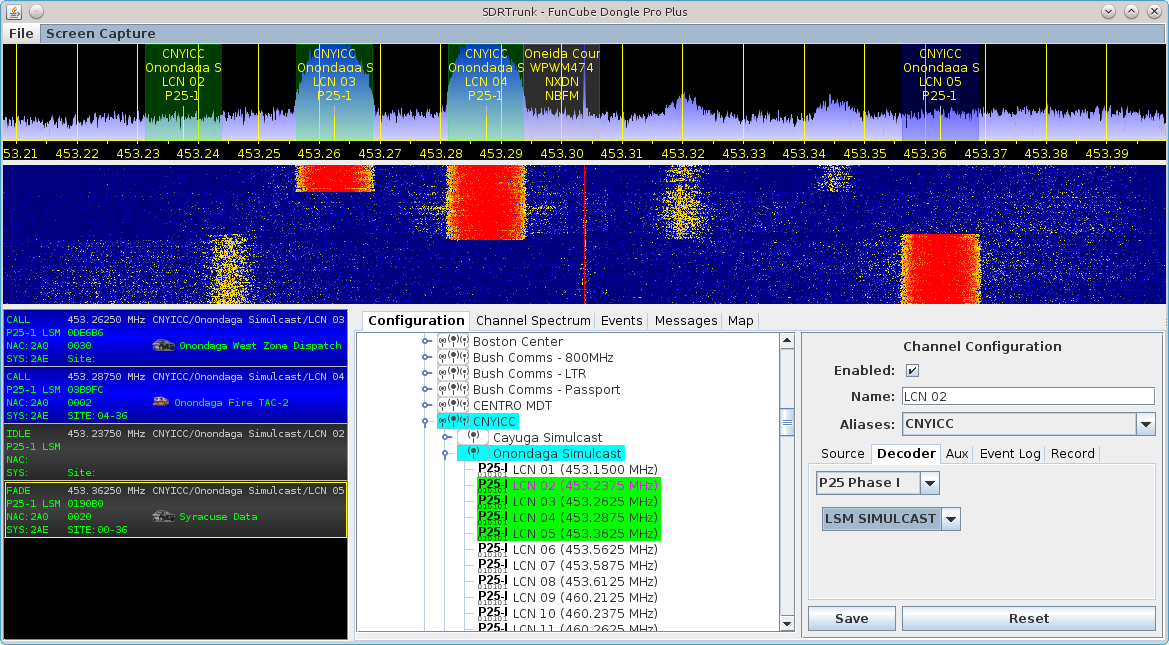 SDRTrunk - FunCube Dongle Pro Plus
File Screen Capture
CNYICC CNYICC CNYICC Oneida Cour CNYICC
Onondaga S Onondaga S Onondaga S WPWM474 Onondaga S
LCN 02 LCN 03 LCN 04 NXDN LCN 05
P25-1 P25-1 P25-1 NBFM P25-1
53.21 453.22 453.23 453.24 453.25 453.26 453.27 453.28 453.29 453.30 453.31 453.32 453.33 453.34 453.35 453.36 453.37 453.38 453.39
CALL 453.26250 MHz CNYICC/Onondaga Simulcast/LCN 03
P25-1 LSM 0DE6B6
NAC:2A0 0030 Onondaga West Zone Dispatch
SYS:2AE Site:
CALL 453.28750 MHz CNYICC/Onondaga Simulcast/LCN 04
P25-1 LSM 03B9FC
NAC:2A0 0002 Onondaga Fire TAC-2
SYS:2AE SITE:04-36
IDLE 453.23750 MHz CNYICC/Onondaga Simulcast/LCN 02
P25-1 LSM
NAC:
SYS: Site:
FADE 453.36250 MHz CNYICC/Onondaga Simulcast/LCN 05
P25-1 LSM 0190B0
NAC:2A0 0020 Syracuse Data
SYS:2AE SITE:00-36
Configuration Channel Spectrum Events Messages Map
Boston Center
Bush Comms - 800MHz
Bush Comms - LTR
Bush Comms - Passport
CENTRO MDT
CNYICC
Cayuga Simulcast
Onondaga Simulcast
P25-I LCN 01 (453.1500 MHz)
P25-I LCN 02 (453.2375 MHz)
P25-I LCN 03 (453.2625 MHz)
P25-I LCN 04 (453.2875 MHz)
P25-I LCN 05 (453.3625 MHz)
P25-I LCN 06 (453.5625 MHz)
P25-I LCN 07 (453.5875 MHz)
P25-I LCN 08 (453.6125 MHz)
P25-I LCN 09 (460.2125 MHz)
P25-I LCN 10 (460.2375 MHz)
P25-I LCN 11 (460.2625 MHz)
Channel Configuration
Enabled:
Name: LCN 02
Aliases: CNYICC
Source Decoder Aux Event Log Record
P25 Phase I
LSM SIMULCAST
Save Reset